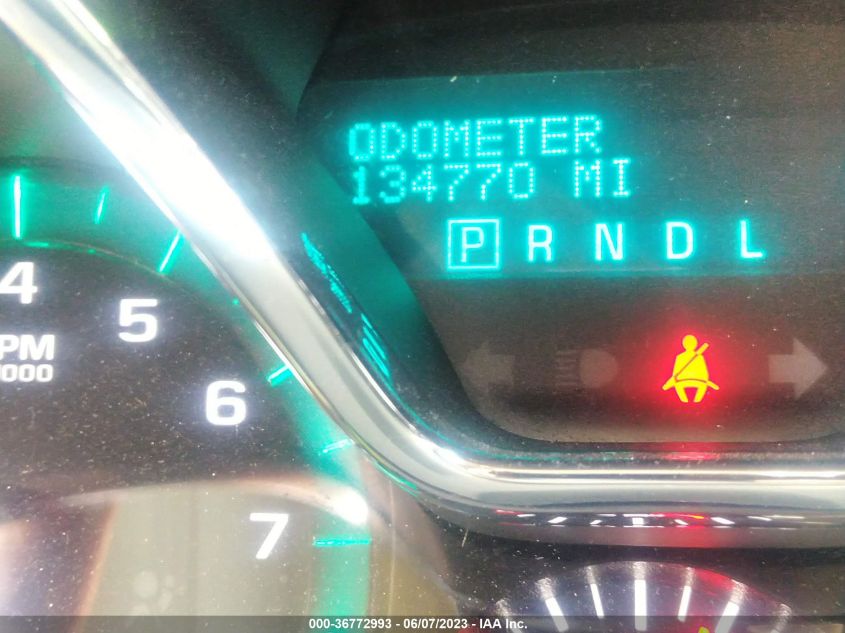 ODOMETER
134770 MI
P R N D L
4
5
PM
000
6
7
000-36772993 - 06/07/2023 - IAA Inc.